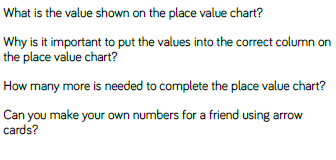 What is the value shown on the place value chart?
Why is it important to put the values into the correct column on
the place value chart?
How many more is needed to complete the place value chart?
Can you make your own numbers for a friend using arrow
cards?